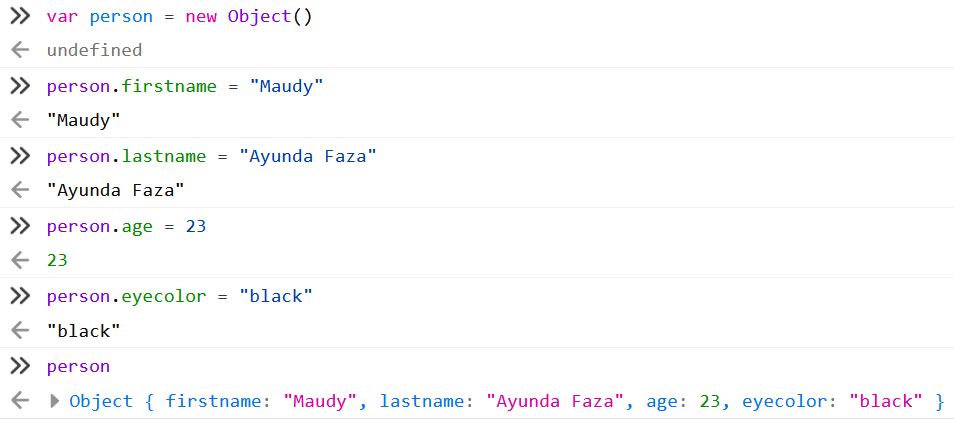 >> var person = new Object()
← undefined
>> person.firstname = "Maudy"
← "Maudy"
>> person.lastname = "Ayunda Faza"
← "Ayunda Faza"
>> person.age = 23
← 23
>> person.eyecolor = "black"
← "black"
>> person
← ▶ Object { firstname: "Maudy", lastname: "Ayunda Faza", age: 23, eyecolor: "black" }